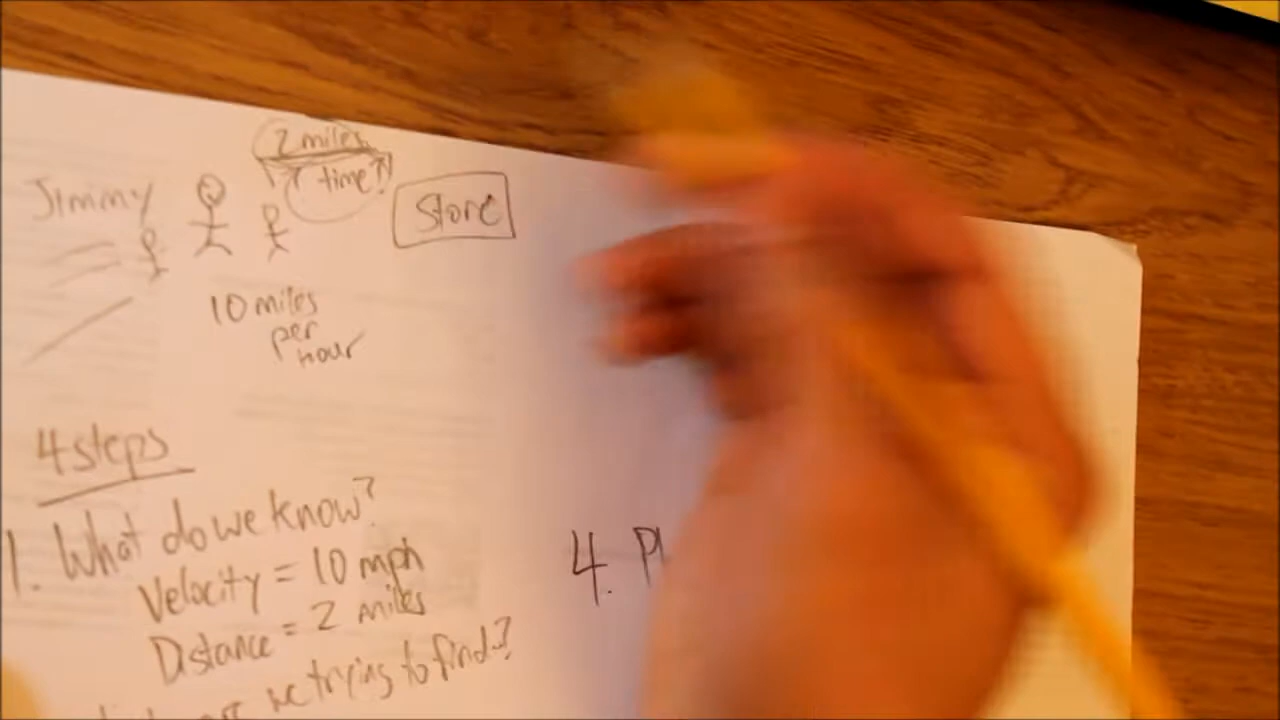 2 miles
time?
Jimmy
Store
10 miles
per
hour
4 steps
1. What do we know?
Velocity = 10 mph
Distance = 2 miles
we trying to find?
4. Pl